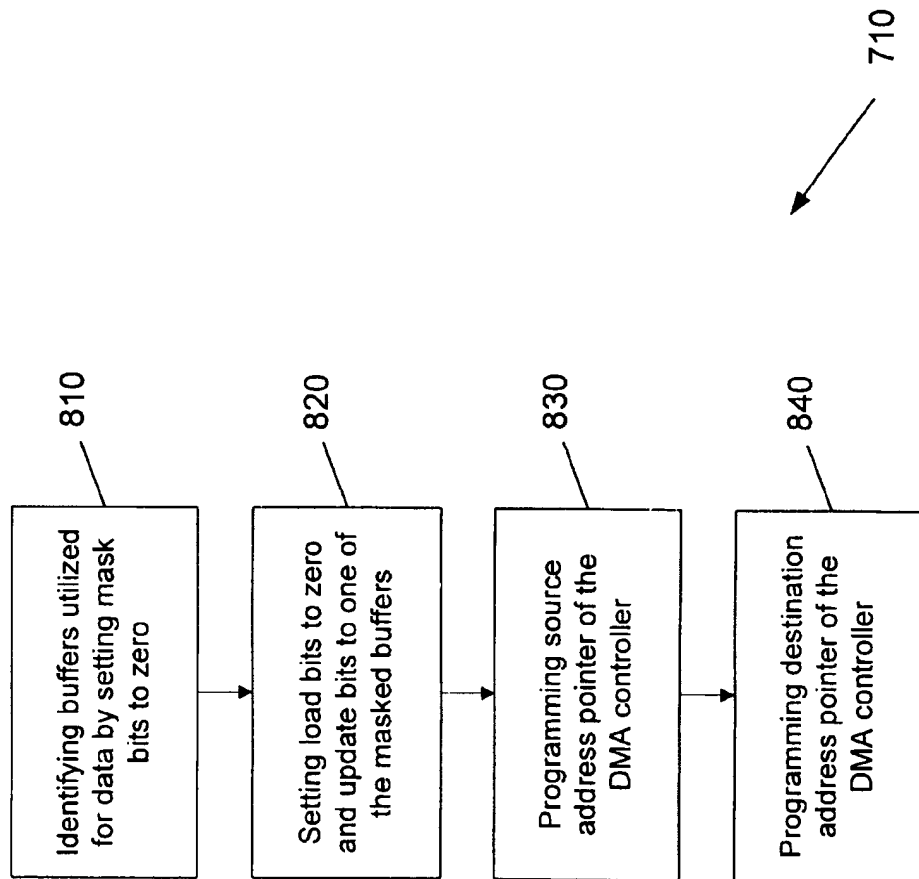 Identifying buffers utilized
for data by setting mask
bits to zero
810
Setting load bits to zero
and update bits to one of
the masked buffers
820
Programming source
address pointer of the
DMA controller
830
Programming destination
address pointer of the
DMA controller
840
710